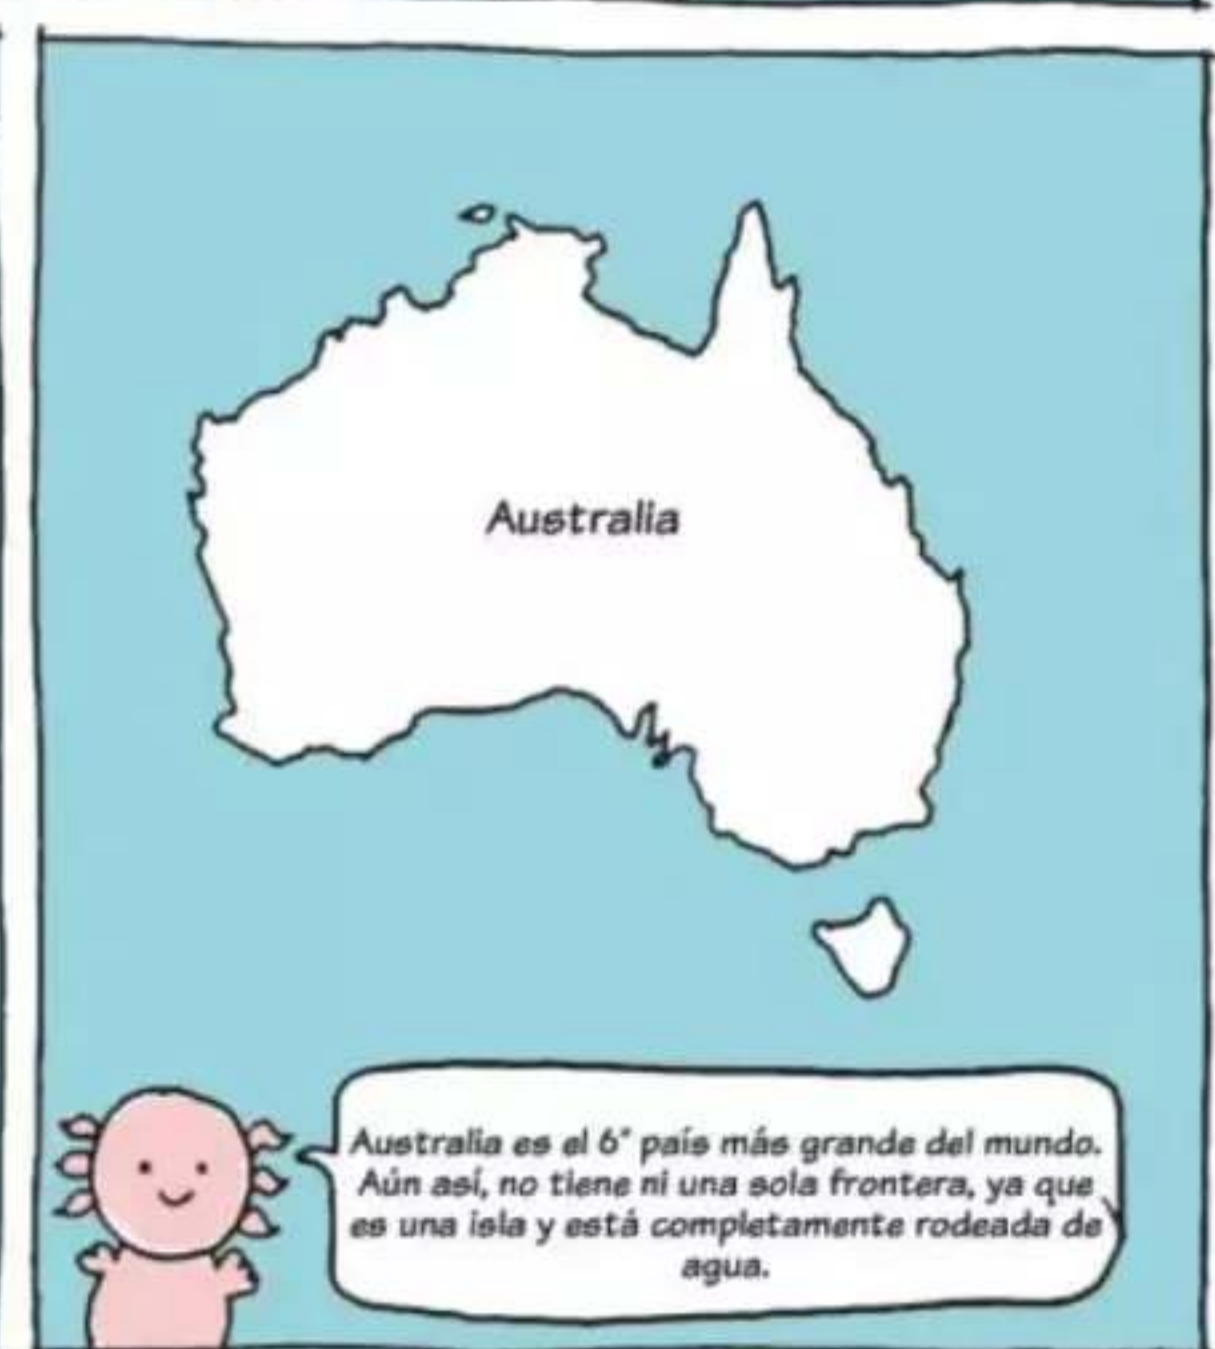 Australia
Australia es el 6° país más grande del mundo.
Aún así, no tiene ni una sola frontera, ya que
es una isla y está completamente rodeada de
agua.